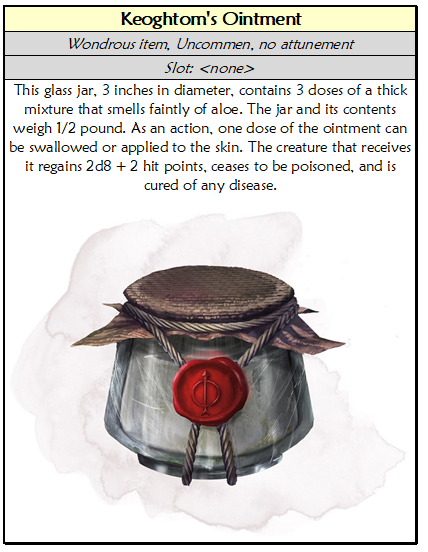 Keoghtom's Ointment
Wondrous item, Uncommen, no attunement
Slot: <none>
This glass jar, 3 inches in diameter, contains 3 doses of a thick
mixture that smells faintly of aloe. The jar and its contents
weigh 1/2 pound. As an action, one dose of the ointment can
be swallowed or applied to the skin. The creature that receives
it regains 2d8 + 2 hit points, ceases to be poisoned, and is
cured of any disease.